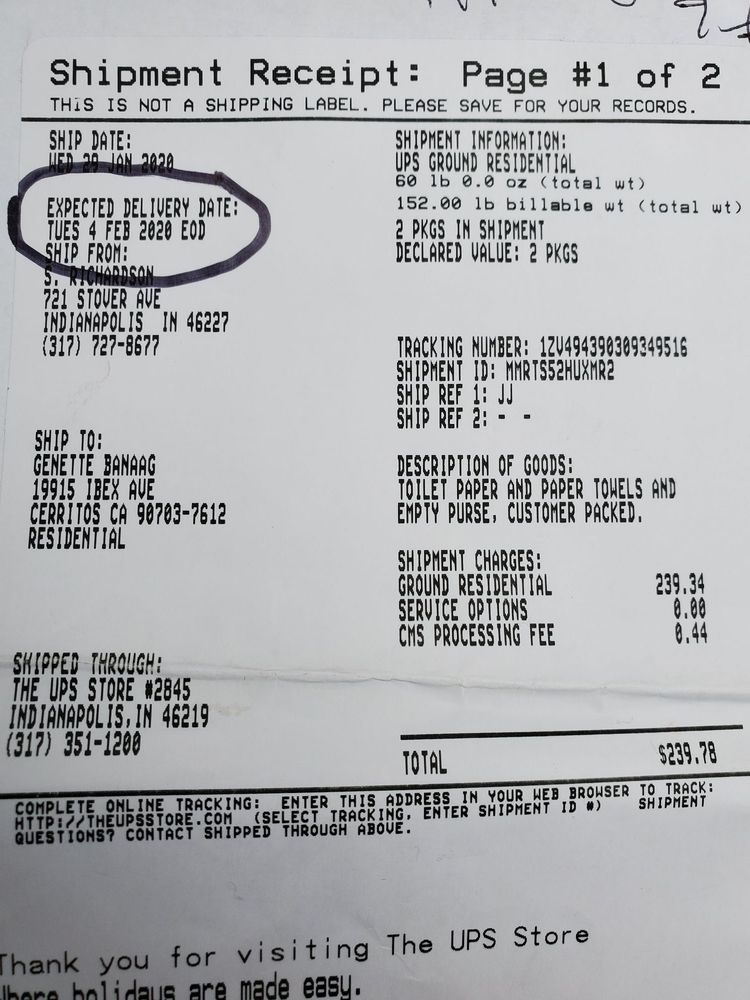 Shipment Receipt: Page #1 of 2
THIS IS NOT A SHIPPING LABEL. PLEASE SAVE FOR YOUR RECORDS.
SHIP DATE:
WED 29 JAN 2020
EXPECTED DELIVERY DATE:
TUES 4 FEB 2020 EOD
SHIP FROM:
S. RICHARDSON
721 STOVER AVE
INDIANAPOLIS IN 46227
(317) 727-8677
SHIP TO:
GENETTE BANAAG
19915 IBEX AVE
CERRITOS CA 90703-7612
RESIDENTIAL
SHIPPED THROUGH:
THE UPS STORE #2845
INDIANAPOLIS, IN 46219
(317) 351-1200
SHIPMENT INFORMATION:
UPS GROUND RESIDENTIAL
60 lb 0.0 oz (total wt)
152.00 lb billable wt (total wt)
2 PKGS IN SHIPMENT
DECLARED VALUE: 2 PKGS
TRACKING NUMBER: 1ZV494390309349516
SHIPMENT ID: MMRTS52HUXMR2
SHIP REF 1: JJ
SHIP REF 2: - -
DESCRIPTION OF GOODS:
TOILET PAPER AND PAPER TOWELS AND
EMPTY PURSE, CUSTOMER PACKED.
SHIPMENT CHARGES:
GROUND RESIDENTIAL 239.34
SERVICE OPTIONS 0.00
CMS PROCESSING FEE 0.44
TOTAL $239.78
COMPLETE ONLINE TRACKING: ENTER THIS ADDRESS IN YOUR WEB BROWSER TO TRACK:
HTTP://THEUPSSTORE.COM (SELECT TRACKING, ENTER SHIPMENT ID #) SHIPMENT
QUESTIONS? CONTACT SHIPPED THROUGH ABOVE.
Thank you for visiting The UPS Store
Where holidays are made easy.